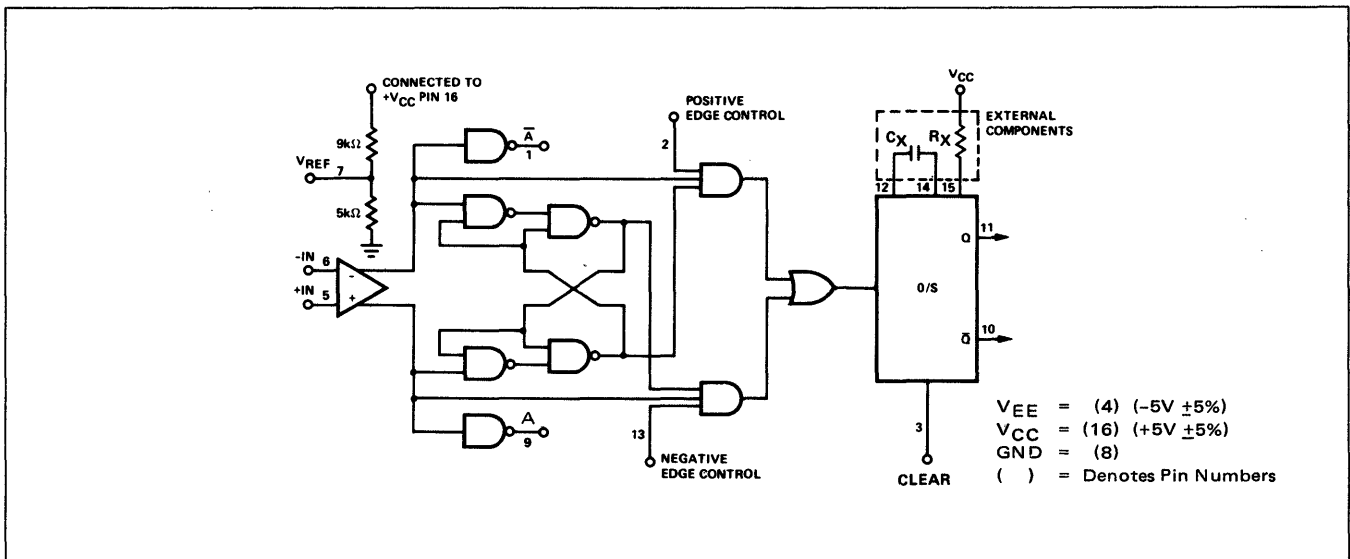 CONNECTED TO
+VCC PIN 16
9kΩ
VREF 7
5kΩ
-IN 6
+IN 5
-
+
A̅
1
A
9
POSITIVE
EDGE CONTROL
2
13
NEGATIVE
EDGE CONTROL
VCC
EXTERNAL
COMPONENTS
CX
RX
12
14
15
Q
11
O/S
Q̅
10
3
CLEAR
VEE = (4) (-5V ±5%)
VCC = (16) (+5V ±5%)
GND = (8)
( ) = Denotes Pin Numbers